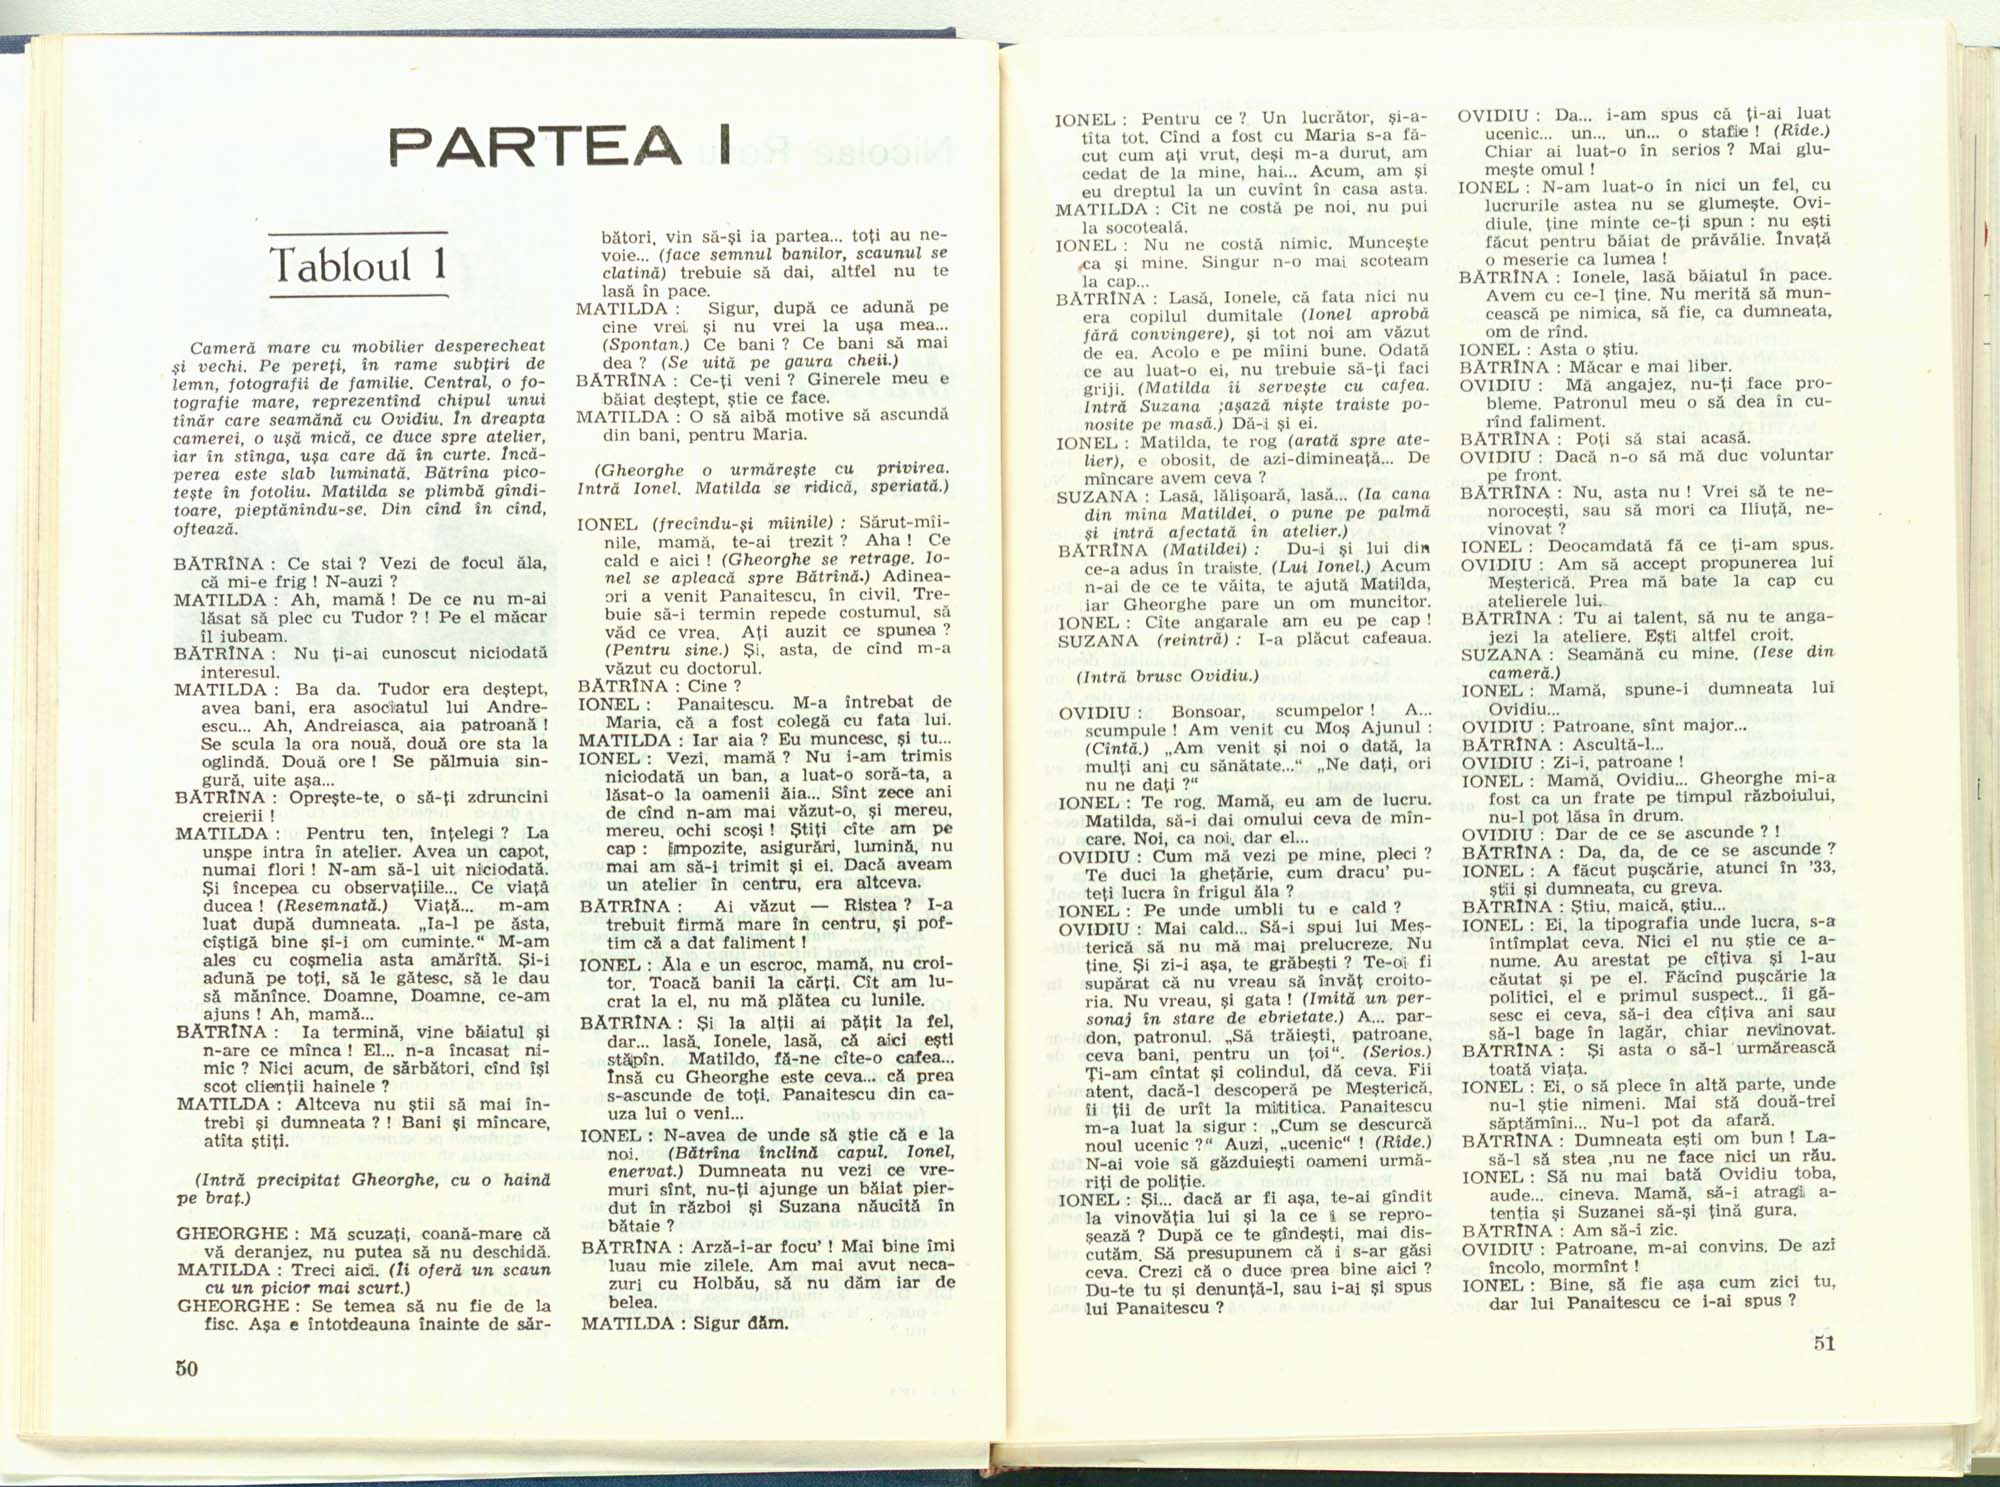 PARTEA I
Tabloul 1
Cameră mare cu mobilier desperecheat
și vechi. Pe pereți, în rame subțiri de
lemn, fotografii de familie. Central, o fo-
tografie mare, reprezentînd chipul unui
tînăr care seamănă cu Ovidiu. În dreapta
camerei, o ușă mică, ce duce spre atelier,
iar în stînga, ușa care dă în curte. Încă-
perea este slab luminată. Bătrîna pico-
tește în fotoliu. Matilda se plimbă gîndi-
toare, pieptănîndu-se. Din cînd în cînd,
oftează.
BĂTRÎNA : Ce stai ? Vezi de focul ăla,
că mi-e frig ! N-auzi ?
MATILDA : Ah, mamă ! De ce nu m-ai
lăsat să plec cu Tudor ? ! Pe el măcar
îl iubeam.
BĂTRÎNA : Nu ți-ai cunoscut niciodată
interesul.
MATILDA : Ba da. Tudor era deștept,
avea bani, era asociatul lui Andre-
escu... Ah, Andreiasca, aia patroană !
Se scula la ora nouă, două ore sta la
oglindă. Două ore ! Se pălmuia sin-
gură, uite așa...
BĂTRÎNA : Oprește-te, o să-ți zdruncini
creierii !
MATILDA : Pentru ten, înțelegi ? La
unșpe intra în atelier. Avea un capot,
numai flori ! N-am să-l uit niciodată.
Și începea cu observațiile... Ce viață
ducea ! (Resemnată.) Viață... m-am
luat după dumneata. „Ia-l pe ăsta,
cîștigă bine și-i om cuminte.“ M-am
ales cu coșmelia asta amărîtă. Și-i
adună pe toți, să le gătesc, să le dau
să mănînce. Doamne, Doamne, ce-am
ajuns ! Ah, mamă...
BĂTRÎNA : Ia termină, vine băiatul și
n-are ce mînca ! El... n-a încasat ni-
mic ? Nici acum, de sărbători, cînd își
scot clienții hainele ?
MATILDA : Altceva nu știi să mai în-
trebi și dumneata ? ! Bani și mîncare,
atîta știți.
(Intră precipitat Gheorghe, cu o haină
pe braț.)
GHEORGHE : Mă scuzați, coană-mare că
vă deranjez, nu putea să nu deschidă.
MATILDA : Treci aici. (Îi oferă un scaun
cu un picior mai scurt.)
GHEORGHE : Se temea să nu fie de la
fisc. Așa e întotdeauna înainte de săr-
50
bători, vin să-și ia partea... toți au ne-
voie... (face semnul banilor, scaunul se
clatină) trebuie să dai, altfel nu te
lasă în pace.
MATILDA : Sigur, după ce adună pe
cine vrei și nu vrei la ușa mea...
(Spontan.) Ce bani ? Ce bani să mai
dea ? (Se uită pe gaura cheii.)
BĂTRÎNA : Ce-ți veni ? Ginerele meu e
băiat deștept, știe ce face.
MATILDA : O să aibă motive să ascundă
din bani, pentru Maria.
(Gheorghe o urmărește cu privirea.
Intră Ionel. Matilda se ridică, speriată.)
IONEL (frecîndu-și mîinile) : Sărut-mîi-
nile, mamă, te-ai trezit ? Aha ! Ce
cald e aici ! (Gheorghe se retrage. Io-
nel se apleacă spre Bătrînă.) Adinea-
ori a venit Panaitescu, în civil. Tre-
buie să-i termin repede costumul, să
văd ce vrea. Ați auzit ce spunea ?
(Pentru sine.) Și, asta, de cînd m-a
văzut cu doctorul.
BĂTRÎNA : Cine ?
IONEL : Panaitescu. M-a întrebat de
Maria, că a fost colegă cu fata lui.
MATILDA : Iar aia ? Eu muncesc, și tu...
IONEL : Vezi, mamă ? Nu i-am trimis
niciodată un ban, a luat-o soră-ta, a
lăsat-o la oamenii ăia... Sînt zece ani
de cînd n-am mai văzut-o, și mereu,
mereu, ochi scoși ! Știți cîte am pe
cap : impozite, asigurări, lumină, nu
mai am să-i trimit și ei. Dacă aveam
un atelier în centru, era altceva.
BĂTRÎNA : Ai văzut — Ristea ? I-a
trebuit firmă mare în centru, și pof-
tim că a dat faliment !
IONEL : Ăla e un escroc, mamă, nu croi-
tor. Toacă banii la cărți. Cît am lu-
crat la el, nu mă plătea cu lunile.
BĂTRÎNA : Și la alții ai pățit la fel,
dar... lasă, Ionele, lasă, că aici ești
stăpîn. Matildo, fă-ne cîte-o cafea...
Însă cu Gheorghe este ceva... că prea
s-ascunde de toți. Panaitescu din ca-
uza lui o veni...
IONEL : N-avea de unde să știe că e la
noi. (Bătrîna înclină capul. Ionel,
enervat.) Dumneata nu vezi ce vre-
muri sînt, nu-ți ajunge un băiat pier-
dut în război și Suzana năucită în
bătaie ?
BĂTRÎNA : Arză-i-ar focu' ! Mai bine îmi
luau mie zilele. Am mai avut neca-
zuri cu Holbău, să nu dăm iar de
belea.
MATILDA : Sigur dăm.
IONEL : Pentru ce ? Un lucrător, și-a-
tîta tot. Cînd a fost cu Maria s-a fă-
cut cum ați vrut, deși m-a durut, am
cedat de la mine, hai... Acum, am și
eu dreptul la un cuvînt în casa asta.
MATILDA : Cît ne costă pe noi, nu pui
la socoteală.
IONEL : Nu ne costă nimic. Muncește
ca și mine. Singur n-o mai scoteam
la cap...
BĂTRÎNA : Lasă, Ionele, că fata nici nu
era copilul dumitale (Ionel aprobă
fără convingere), și tot noi am văzut
de ea. Acolo e pe mîini bune. Odată
ce au luat-o ei, nu trebuie să-ți faci
griji. (Matilda îi servește cu cafea.
Intră Suzana ;așază niște traiste po-
nosite pe masă.) Dă-i și ei.
IONEL : Matilda, te rog (arată spre ate-
lier), e obosit, de azi-dimineață... De
mîncare avem ceva ?
SUZANA : Lasă, lălișoară, lasă... (Ia cana
din mîna Matildei, o pune pe palmă
și intră afectată în atelier.)
BĂTRÎNA (Matildei) : Du-i și lui din
ce-a adus în traiste. (Lui Ionel.) Acum
n-ai de ce te văita, te ajută Matilda,
iar Gheorghe pare un om muncitor.
IONEL : Cîte angarale am eu pe cap !
SUZANA (reintră) : I-a plăcut cafeaua.
(Intră brusc Ovidiu.)
OVIDIU : Bonsoar, scumpelor ! A...
scumpule ! Am venit cu Moș Ajunul :
(Cîntă.) „Am venit și noi o dată, la
mulți ani cu sănătate...“ „Ne dați, ori
nu ne dați ?“
IONEL : Te rog. Mamă, eu am de lucru.
Matilda, să-i dai omului ceva de mîn-
care. Noi, ca noi, dar el...
OVIDIU : Cum mă vezi pe mine, pleci ?
Te duci la ghețărie, cum dracu' pu-
teți lucra în frigul ăla ?
IONEL : Pe unde umbli tu e cald ?
OVIDIU : Mai cald... Să-i spui lui Meș-
terică să nu mă mai prelucreze. Nu
ține. Și zi-i așa, te grăbești ? Te-oi fi
supărat că nu vreau să învăț croito-
ria. Nu vreau, și gata ! (Imită un per-
sonaj în stare de ebrietate.) A... par-
don, patronul. „Să trăiești, patroane,
ceva bani, pentru un țoi“. (Serios.)
Ți-am cîntat și colindul, dă ceva. Fii
atent, dacă-l descoperă pe Meșterică,
îi ții de urît la mititica. Panaitescu
m-a luat la sigur : „Cum se descurcă
noul ucenic ?“ Auzi, „ucenic“ ! (Rîde.)
N-ai voie să găzduiești oameni urmă-
riți de poliție.
IONEL : Și... dacă ar fi așa, te-ai gîndit
la vinovăția lui și la ce i se repro-
șează ? După ce te gîndești, mai dis-
cutăm. Să presupunem că i s-ar găsi
ceva. Crezi că o duce prea bine aici ?
Du-te tu și denunță-l, sau i-ai și spus
lui Panaitescu ?
OVIDIU : Da... i-am spus că ți-ai luat
ucenic... un... un... o stafie ! (Rîde.)
Chiar ai luat-o în serios ? Mai glu-
mește omul !
IONEL : N-am luat-o în nici un fel, cu
lucrurile astea nu se glumește. Ovi-
diule, ține minte ce-ți spun : nu ești
făcut pentru băiat de prăvălie. Învață
o meserie ca lumea !
BĂTRÎNA : Ionele, lasă băiatul în pace.
Avem cu ce-l ține. Nu merită să mun-
cească pe nimica, să fie, ca dumneata,
om de rînd.
IONEL : Asta o știu.
BĂTRÎNA : Măcar e mai liber.
OVIDIU : Mă angajez, nu-ți face pro-
bleme. Patronul meu o să dea în cu-
rînd faliment.
BĂTRÎNA : Poți să stai acasă.
OVIDIU : Dacă n-o să mă duc voluntar
pe front.
BĂTRÎNA : Nu, asta nu ! Vrei să te ne-
norocești, sau să mori ca Iliuță, ne-
vinovat ?
IONEL : Deocamdată fă ce ți-am spus.
OVIDIU : Am să accept propunerea lui
Meșterică. Prea mă bate la cap cu
atelierele lui.
BĂTRÎNA : Tu ai talent, să nu te anga-
jezi la ateliere. Ești altfel croit.
SUZANA : Seamănă cu mine. (Iese din
cameră.)
IONEL : Mamă, spune-i dumneata lui
Ovidiu...
OVIDIU : Patroane, sînt major...
BĂTRÎNA : Ascultă-l...
OVIDIU : Zi-i, patroane !
IONEL : Mamă, Ovidiu... Gheorghe mi-a
fost ca un frate pe timpul războiului,
nu-l pot lăsa în drum.
OVIDIU : Dar de ce se ascunde ? !
BĂTRÎNA : Da, da, de ce se ascunde ?
IONEL : A făcut pușcărie, atunci în '33,
știi și dumneata, cu greva.
BĂTRÎNA : Știu, maică, știu...
IONEL : Ei, la tipografia unde lucra, s-a
întîmplat ceva. Nici el nu știe ce a-
nume. Au arestat pe cîțiva și l-au
căutat și pe el. Făcînd pușcărie la
politici, el e primul suspect... îi gă-
sesc ei ceva, să-i dea cîțiva ani sau
să-l bage în lagăr, chiar nevinovat.
BĂTRÎNA : Și asta o să-l urmărească
toată viața.
IONEL : Ei, o să plece în altă parte, unde
nu-l știe nimeni. Mai stă două-trei
săptămîni... Nu-l pot da afară.
BĂTRÎNA : Dumneata ești om bun ! La-
să-l să stea ,nu ne face nici un rău.
IONEL : Să nu mai bată Ovidiu toba,
aude... cineva. Mamă, să-i atragi a-
tenția și Suzanei să-și țină gura.
BĂTRÎNA : Am să-i zic.
OVIDIU : Patroane, m-ai convins. De azi
încolo, mormînt !
IONEL : Bine, să fie așa cum zici tu,
dar lui Panaitescu ce i-ai spus ?
51